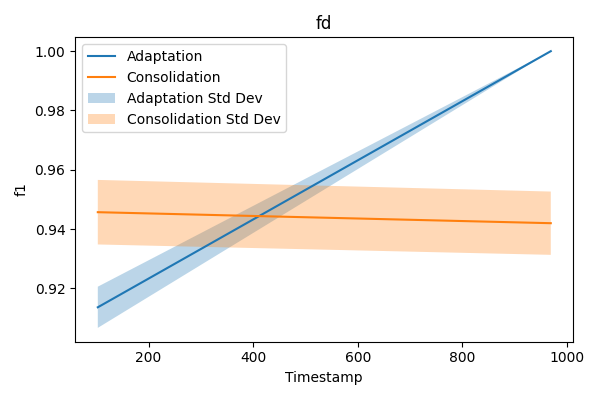 fd
Adaptation
Consolidation
Adaptation Std Dev
Consolidation Std Dev
1.00
0.98
0.96
0.94
0.92
f1
200 400 600 800 1000
Timestamp